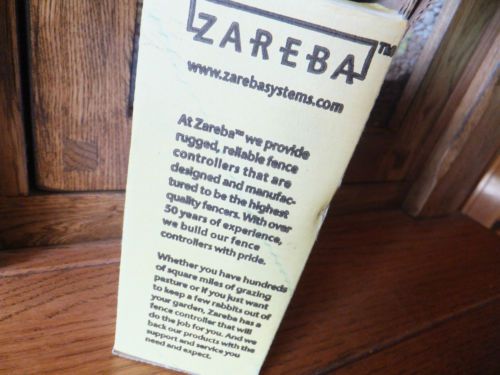 ZAREBA™
www.zarebasystems.com
At Zareba™ we provide
rugged, reliable fence
controllers that are
designed and manufac-
tured to be the highest
quality fencers. With over
50 years of experience,
we build our fence
controllers with pride.
Whether you have hundreds
of square miles of grazing
pasture or if you just want
to keep a few rabbits out of
your garden, Zareba has a
fence controller that will
do the job for you. And we
back our products with the
support and service you
need and expect.